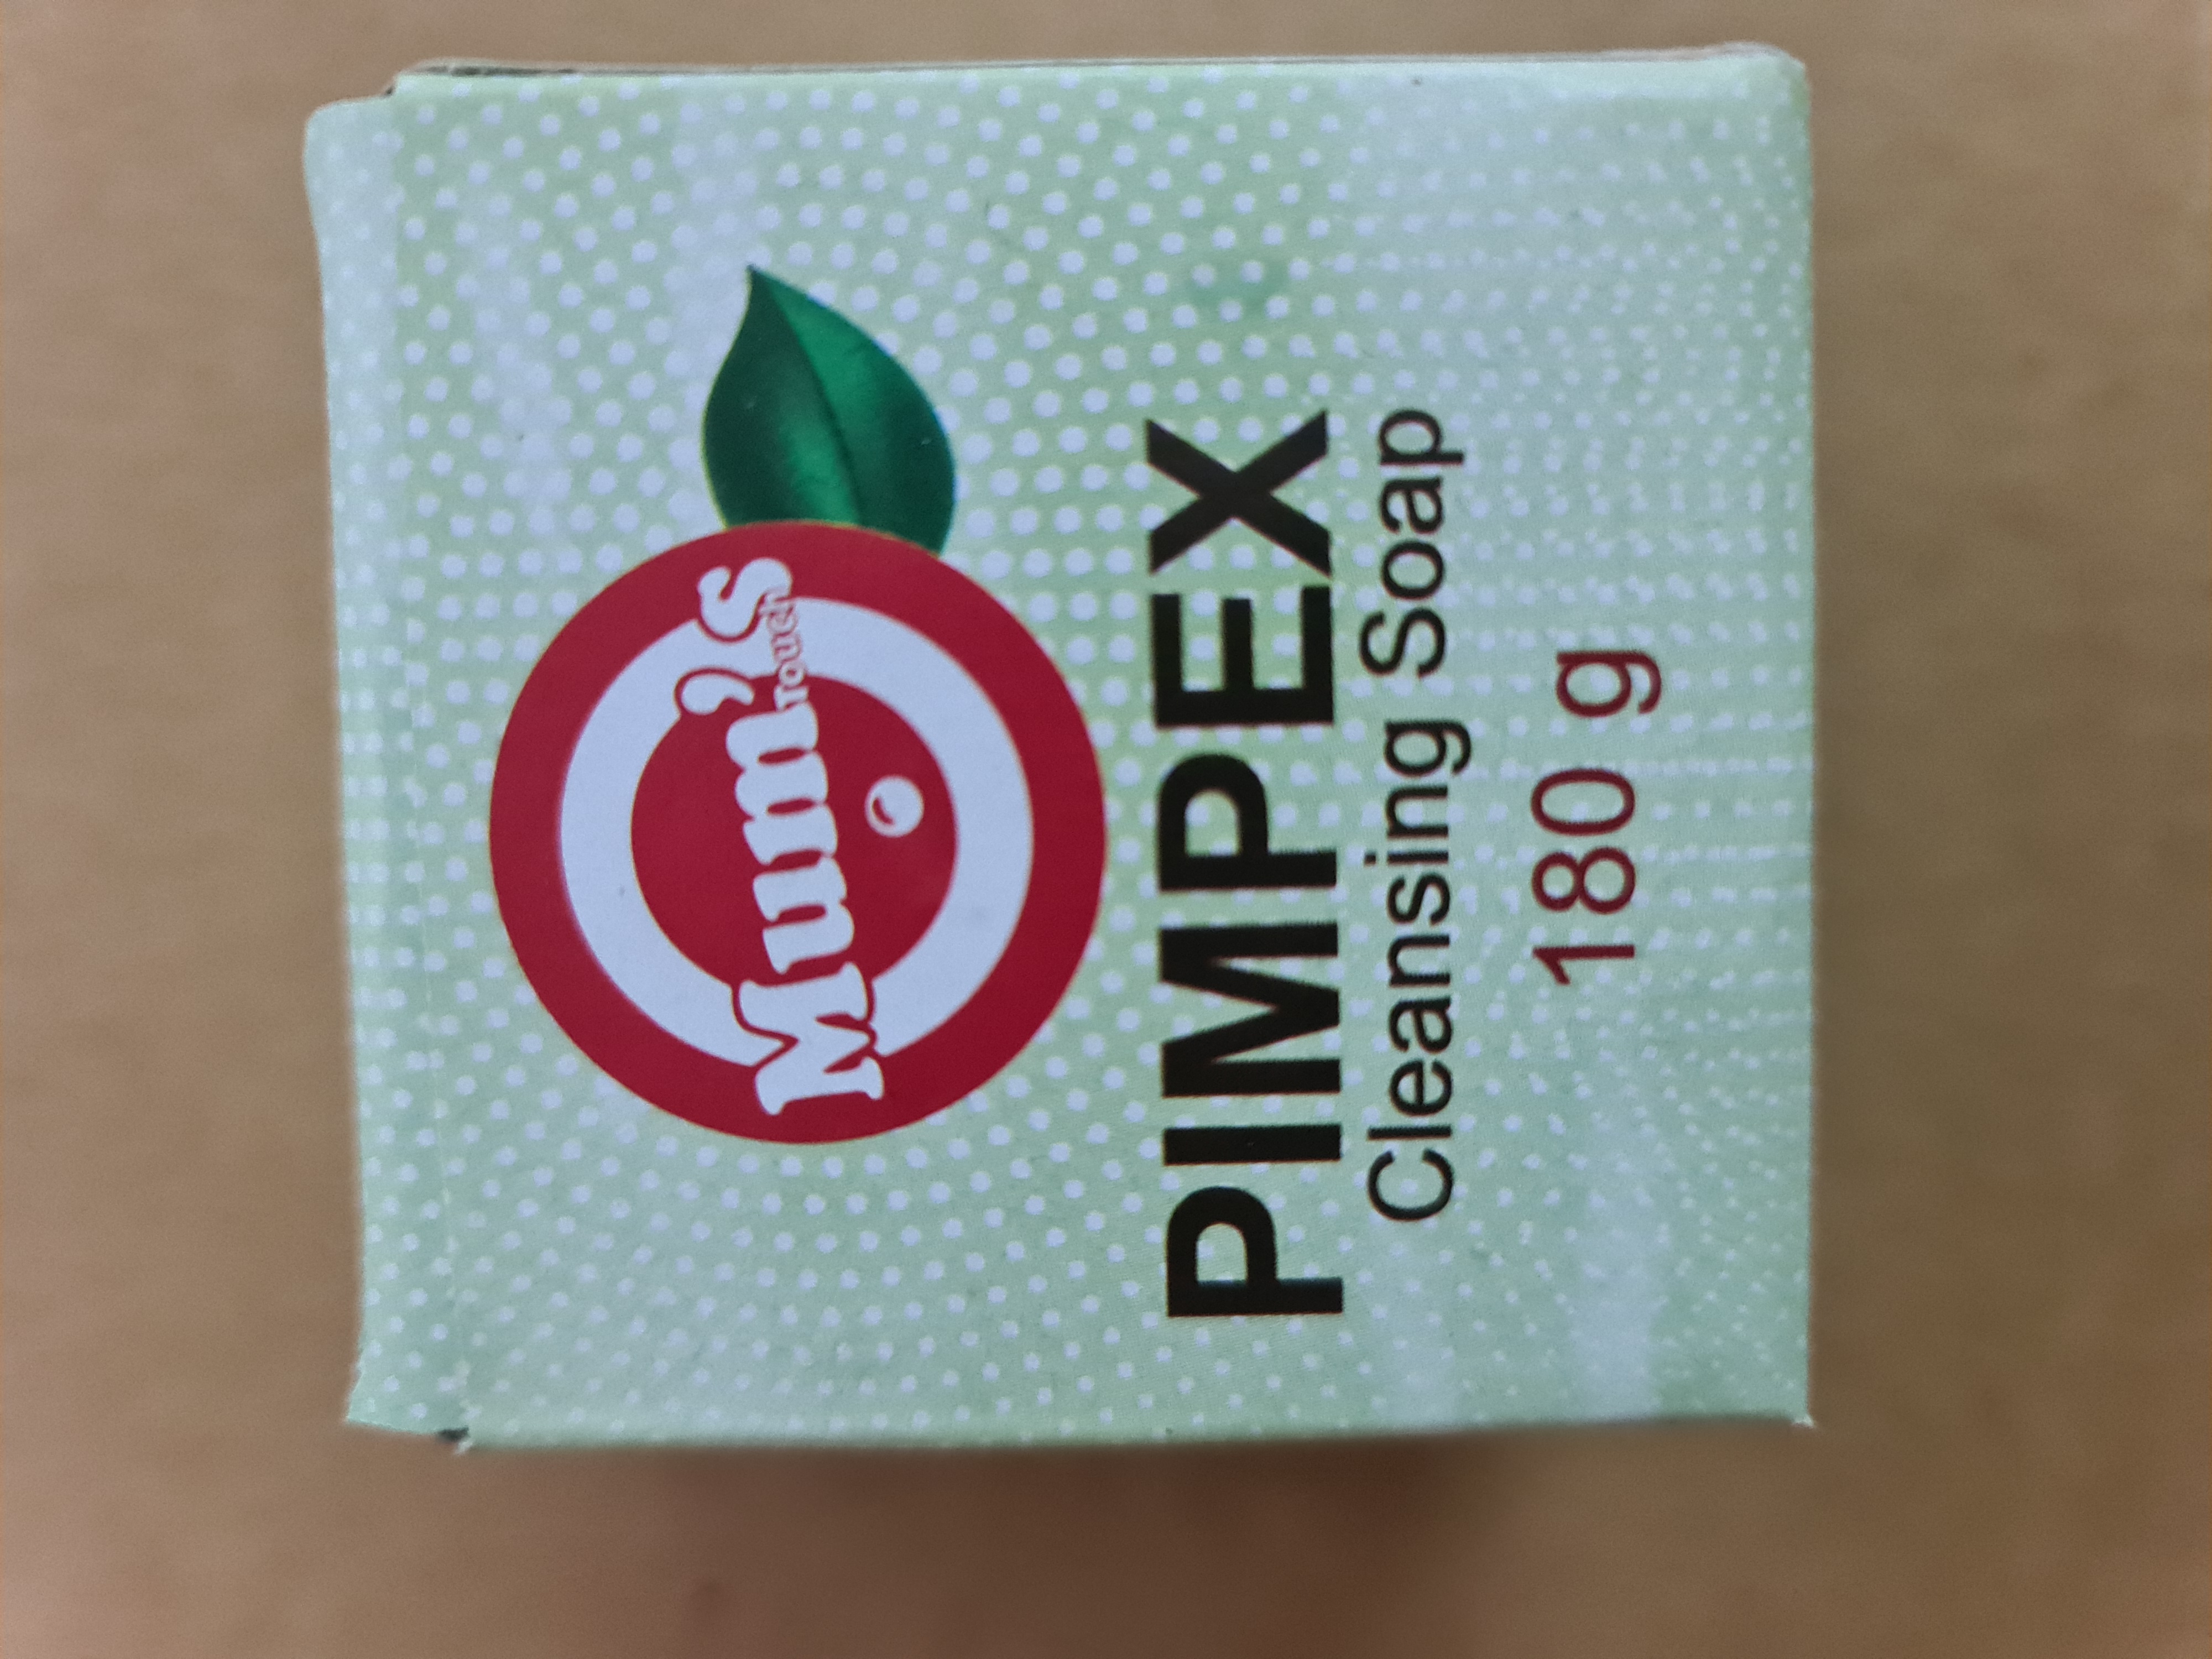 Mum's
Touch
PIMPEX
Cleansing Soap
180 g